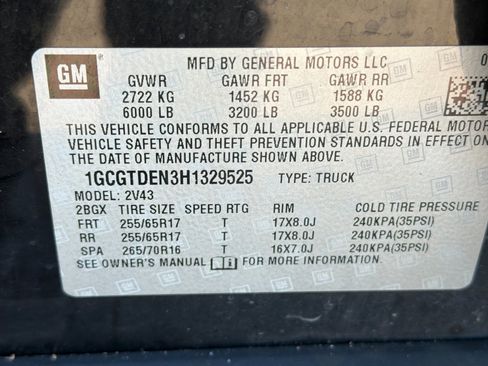 GM
MFD BY GENERAL MOTORS LLC
GVWR GAWR FRT GAWR RR
2722 KG 1452 KG 1588 KG
6000 LB 3200 LB 3500 LB
THIS VEHICLE CONFORMS TO ALL APPLICABLE U.S. FEDERAL MOTOR
VEHICLE SAFETY AND THEFT PREVENTION STANDARDS IN EFFECT ON
THE DATE OF MANUFACTURE SHOWN ABOVE.
1GCGTDEN3H1329525 TYPE: TRUCK
MODEL: 2V43
2BGX TIRE SIZE SPEED RTG RIM COLD TIRE PRESSURE
FRT 255/65R17 T 17X8.0J 240KPA(35PSI)
RR 255/65R17 T 17X8.0J 240KPA(35PSI)
SPA 265/70R16 T 16X7.0J 240KPA(35PSI)
SEE OWNER'S MANUAL FOR MORE INFORMATION.